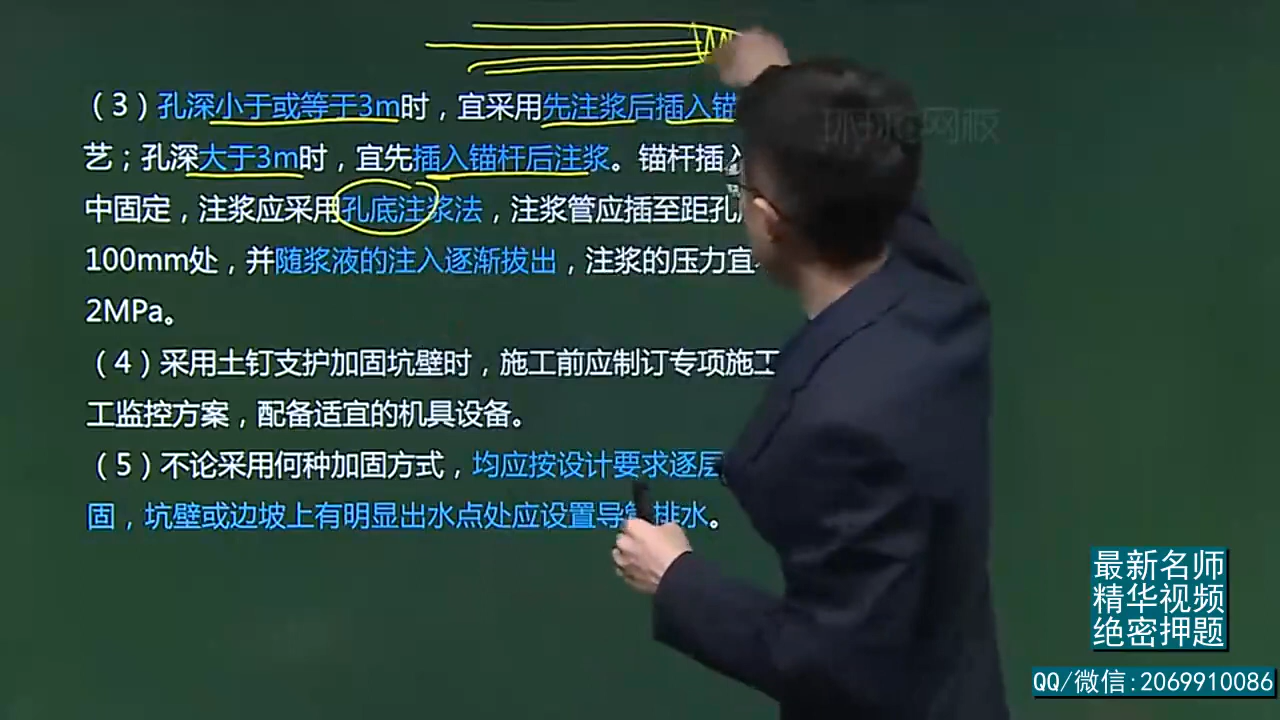 （3）孔深小于或等于3m时，宜采用先注浆后插入锚
艺；孔深大于3m时，宜先插入锚杆后注浆。锚杆插入
中固定，注浆应采用孔底注浆法，注浆管应插至距孔
100mm处，并随浆液的注入逐渐拔出，注浆的压力宜
2MPa。
（4）采用土钉支护加固坑壁时，施工前应制订专项施工
工监控方案，配备适宜的机具设备。
（5）不论采用何种加固方式，均应按设计要求逐层
固，坑壁或边坡上有明显出水点处应设置导管排水。
环球网校
最新名师
精华视频
绝密押题
QQ/微信:2069910086